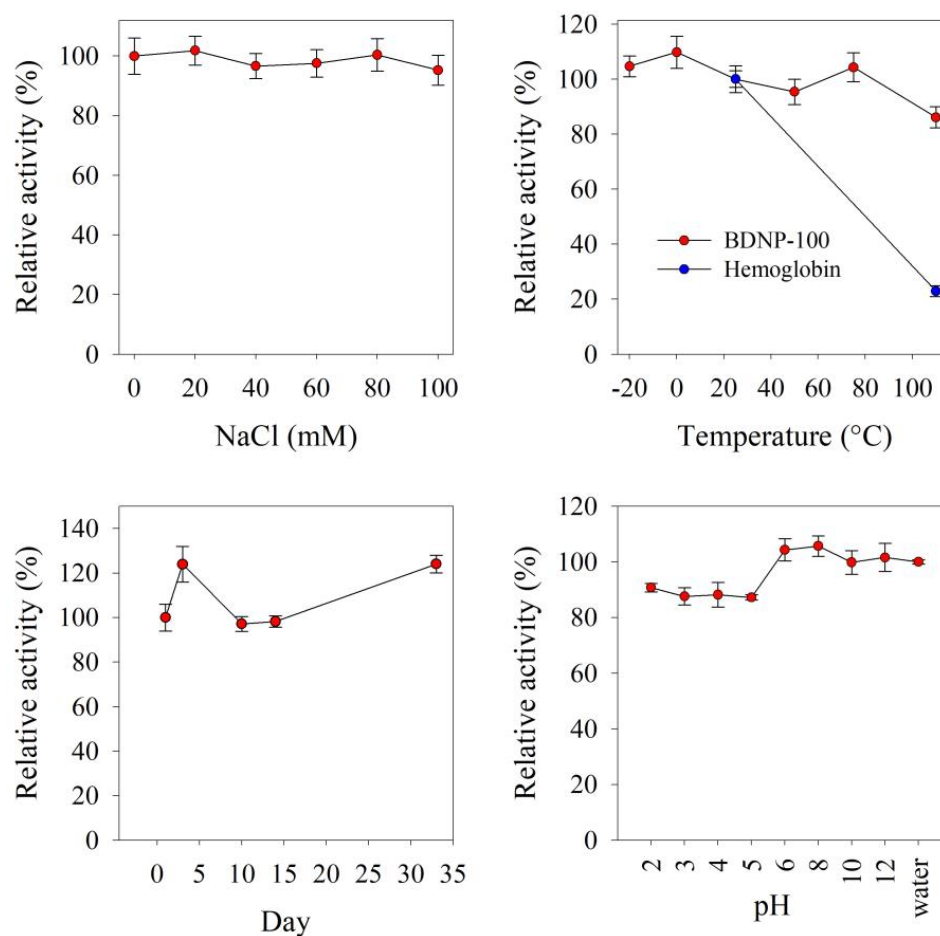 Relative activity (%)
100
80
60
40
20
0
0 20 40 60 80 100
NaCl (mM)
Relative activity (%)
120
100
80
60
40
20
0
BDNP-100
Hemoglobin
-20 0 20 40 60 80 100
Temperature (°C)
Relative activity (%)
140
120
100
80
60
40
20
0
0 5 10 15 20 25 30 35
Day
Relative activity (%)
120
100
80
60
40
20
0
2 3 4 5 6 8 10 12 water
pH